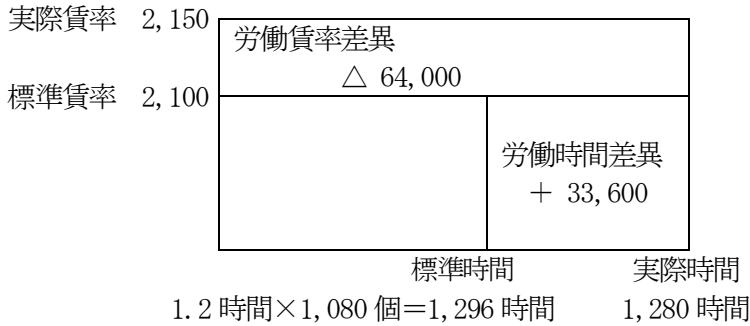 実際賃率 2,150
労働賃率差異
△ 64,000
標準賃率 2,100
労働時間差異
＋ 33,600
標準時間 実際時間
1.2 時間×1,080 個＝1,296 時間 1,280 時間